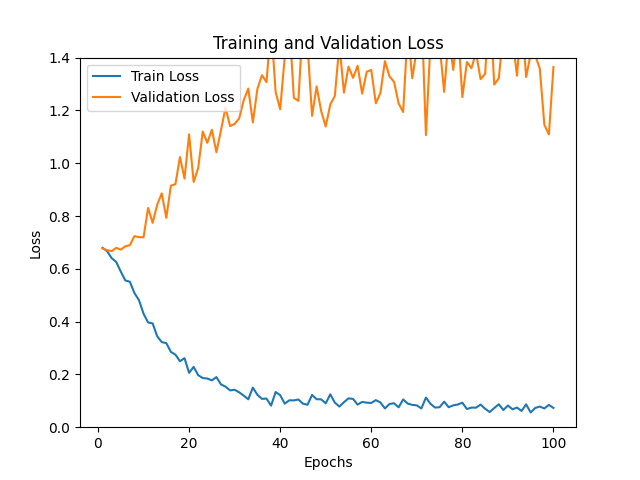 Training and Validation Loss
Train Loss
Validation Loss
1.4
1.2
1.0
0.8
0.6
0.4
0.2
0.0
Loss
0 20 40 60 80 100
Epochs